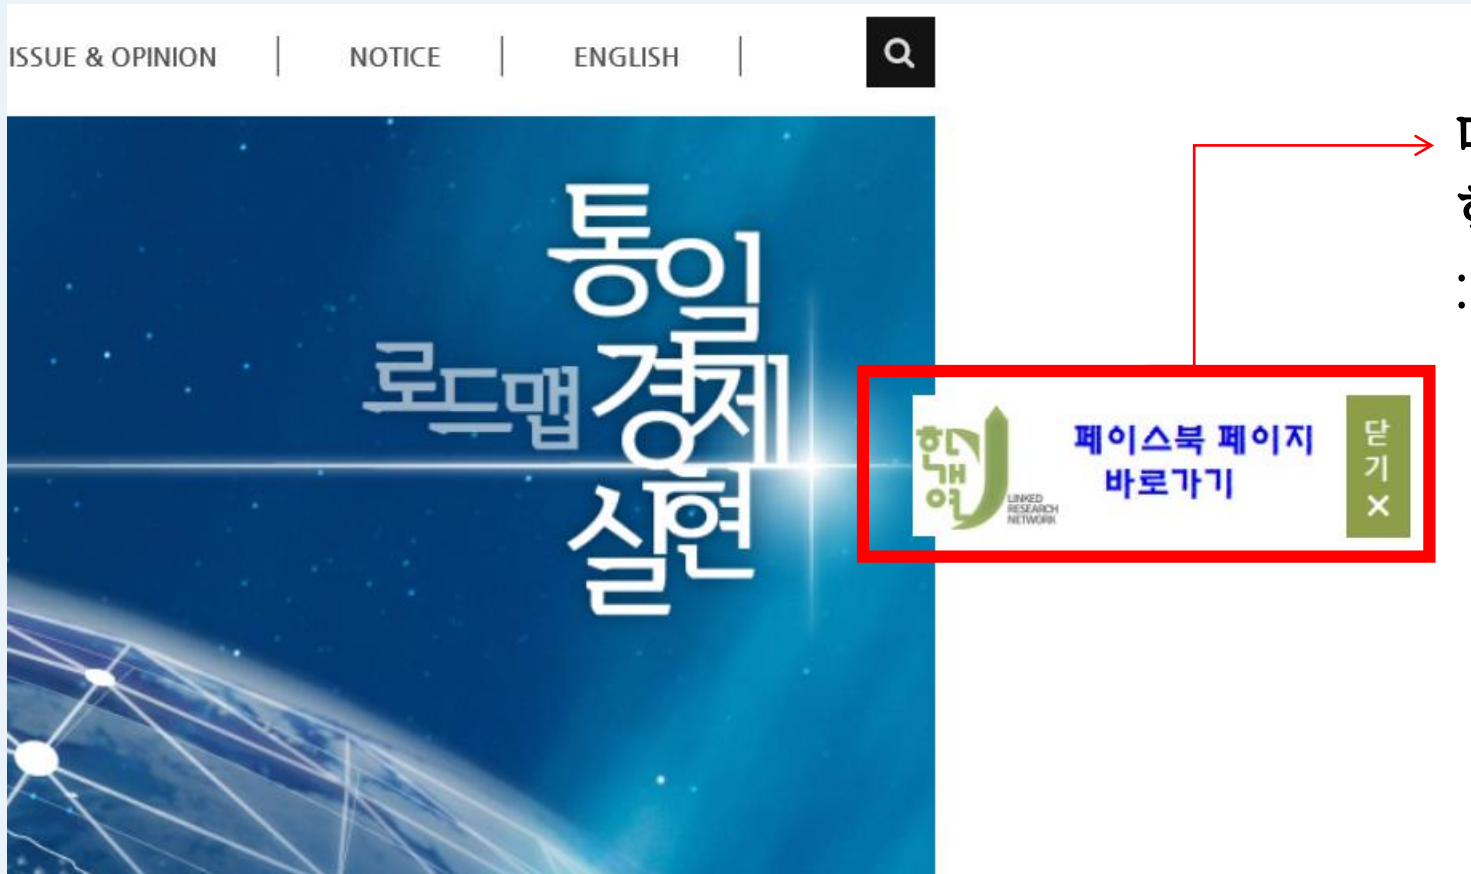 ISSUE & OPINION | NOTICE | ENGLISH |
통일
로드맵 경제
실현
한
개
연
LINKED
RESEARCH
NETWORK
페이스북 페이지
바로가기
닫
기
×
: